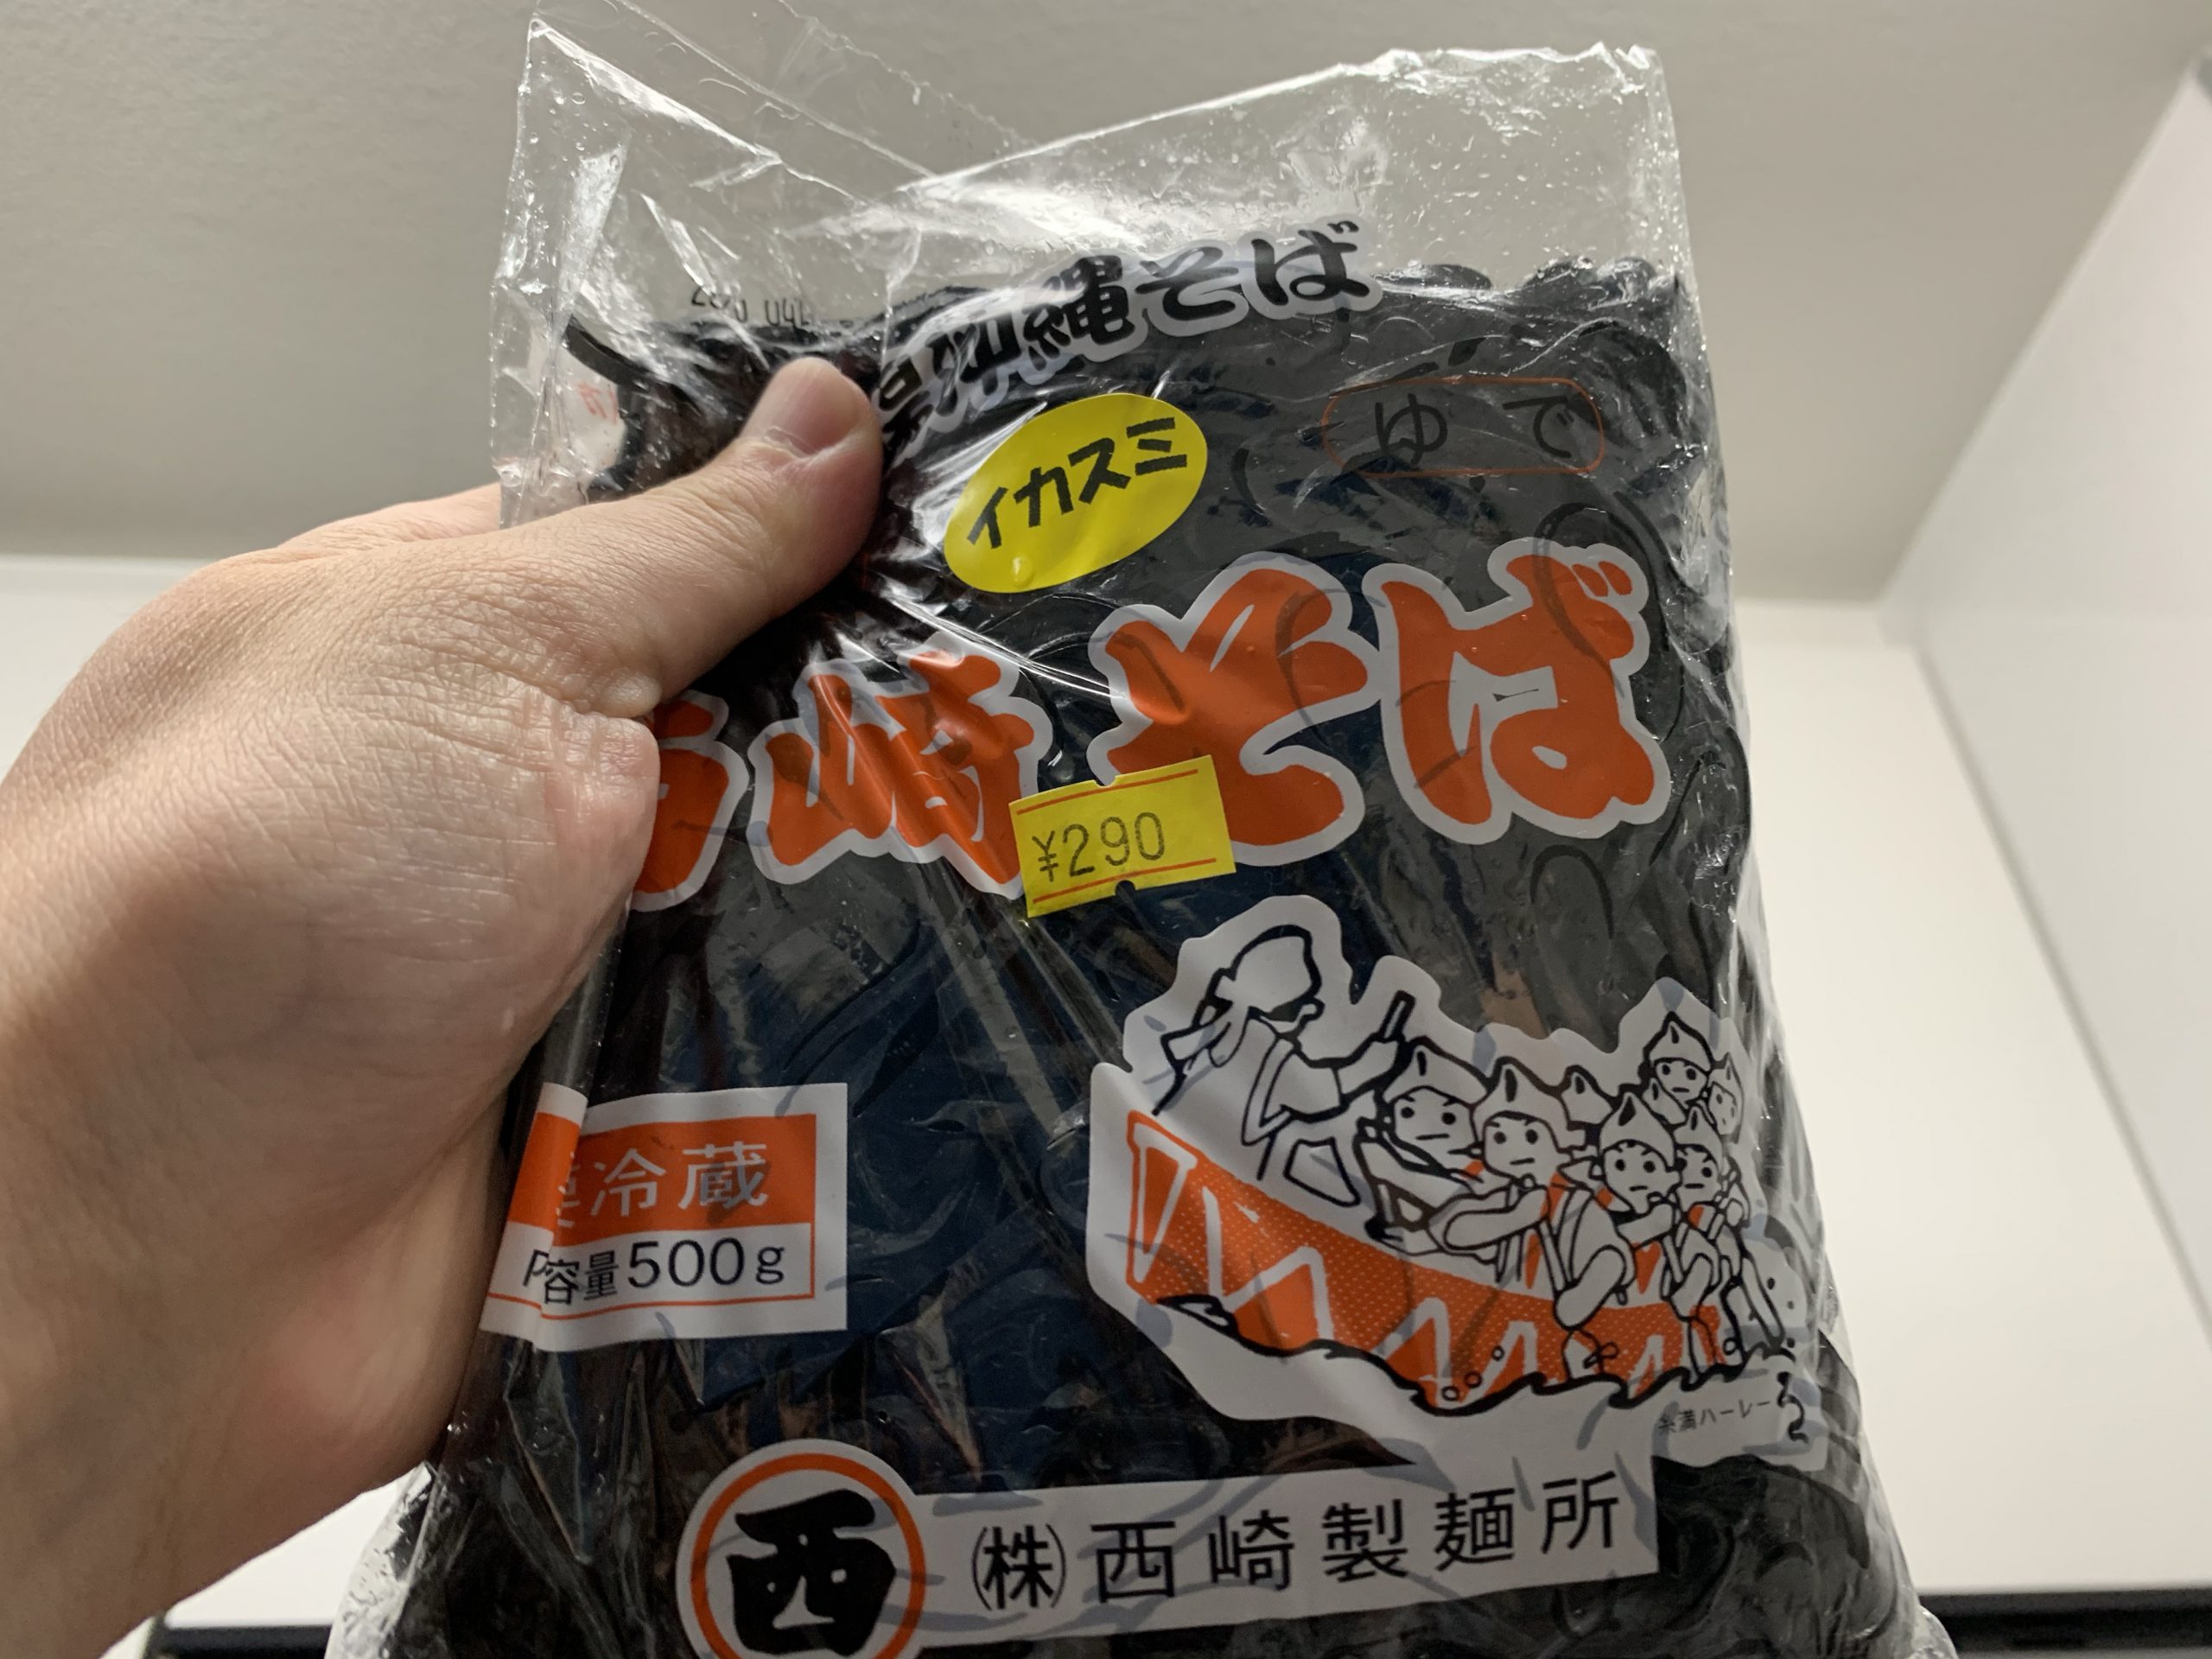 沖縄そば
イカスミ
ゆで
崎そば
¥290
冷蔵
容量500g
糸満ハーレー
西
㈱西崎製麺所